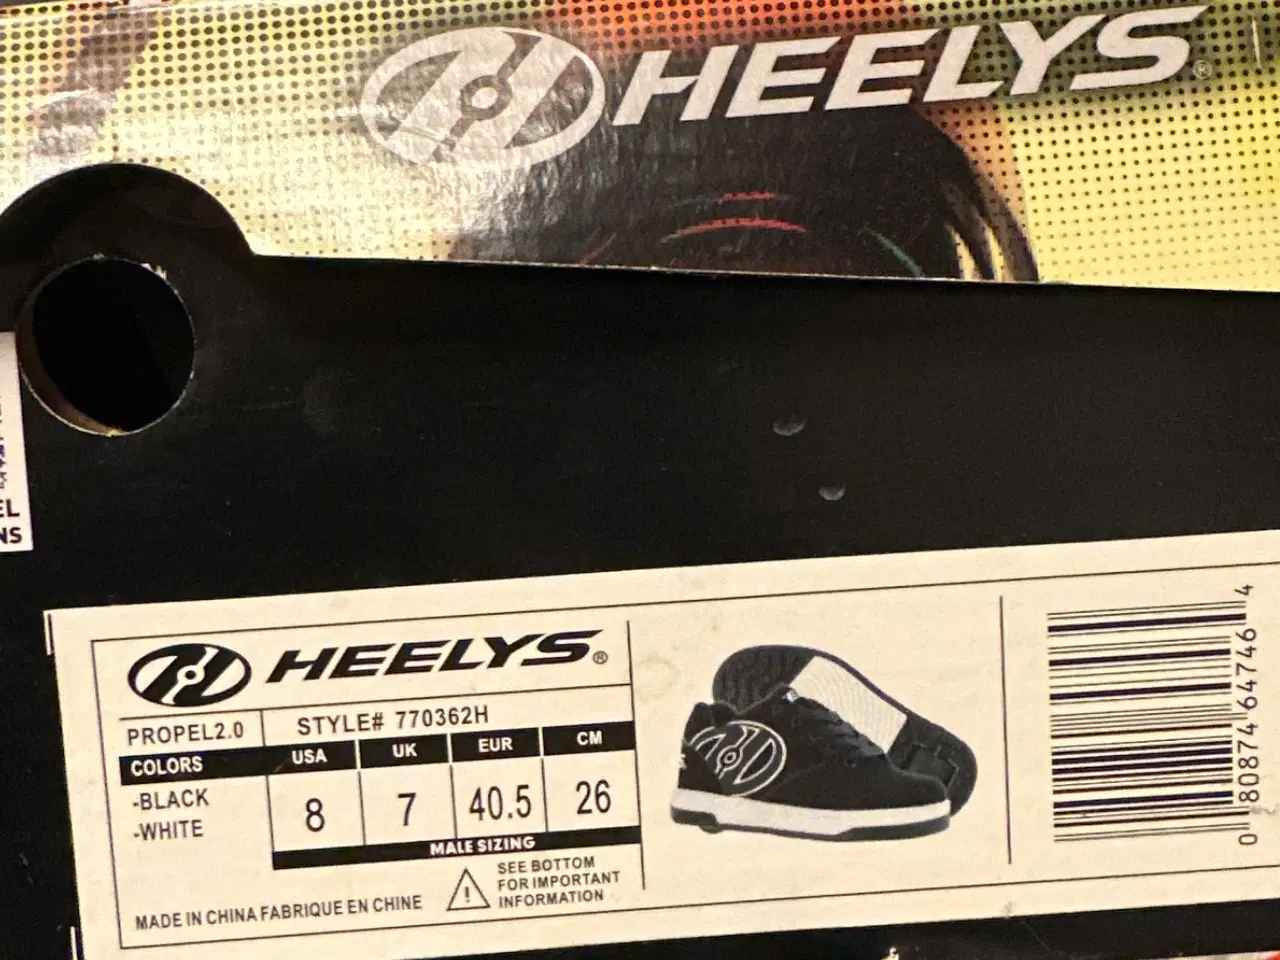 HEELYS®
EL
NS
HEELYS®
PROPEL2.0 STYLE# 770362H
COLORS USA UK EUR CM
-BLACK
-WHITE
8 7 40.5 26
MALE SIZING
MADE IN CHINA FABRIQUE EN CHINE
! SEE BOTTOM
FOR IMPORTANT
INFORMATION
0 80874 64746 4